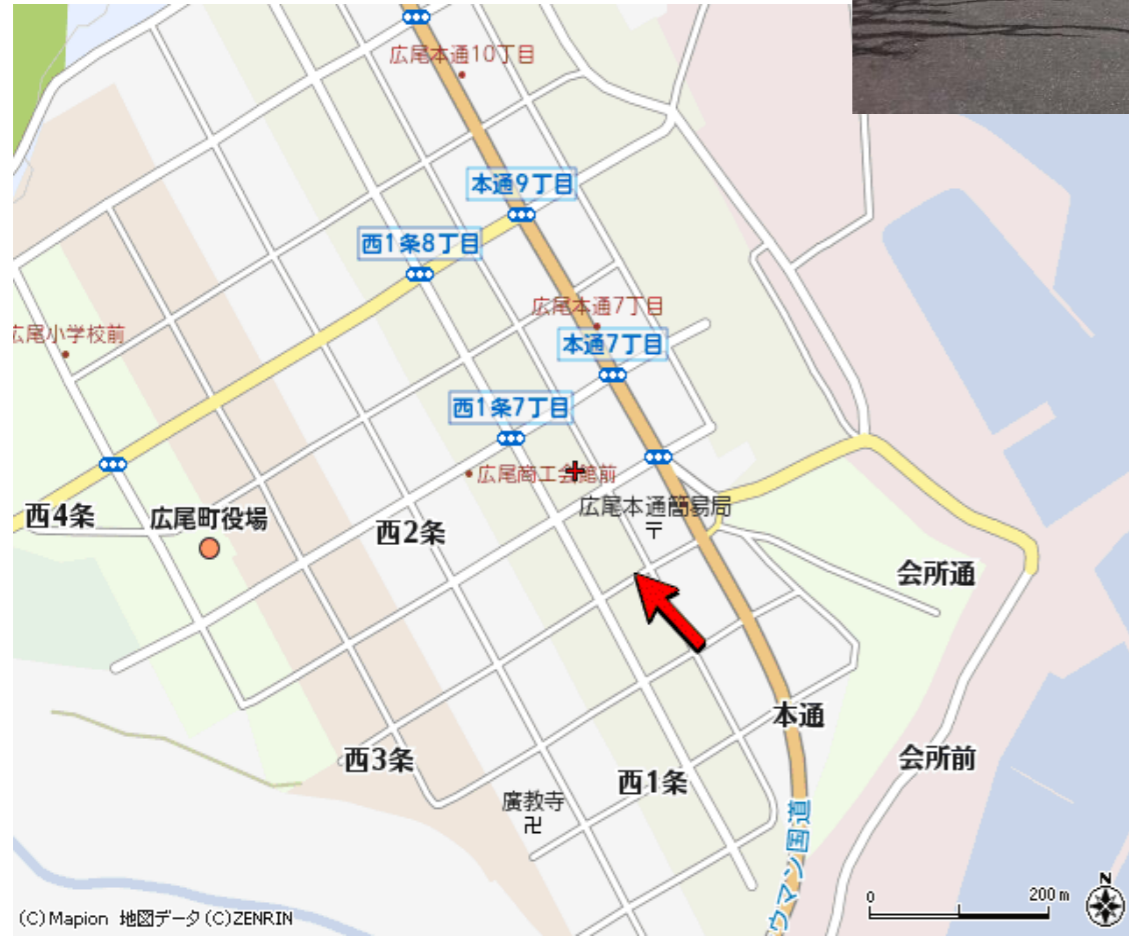 広尾本通10丁目
本通9丁目
西1条8丁目
広尾本通7丁目
広尾小学校前
本通7丁目
西1条7丁目
広尾商工会館前
広尾本通簡易局
〒
西4条
広尾町役場
西2条
会所通
本通
西3条
会所前
西1条
廣教寺
卍
ウマン国道
0
200m
N
(C)Mapion 地図データ(C)ZENRIN